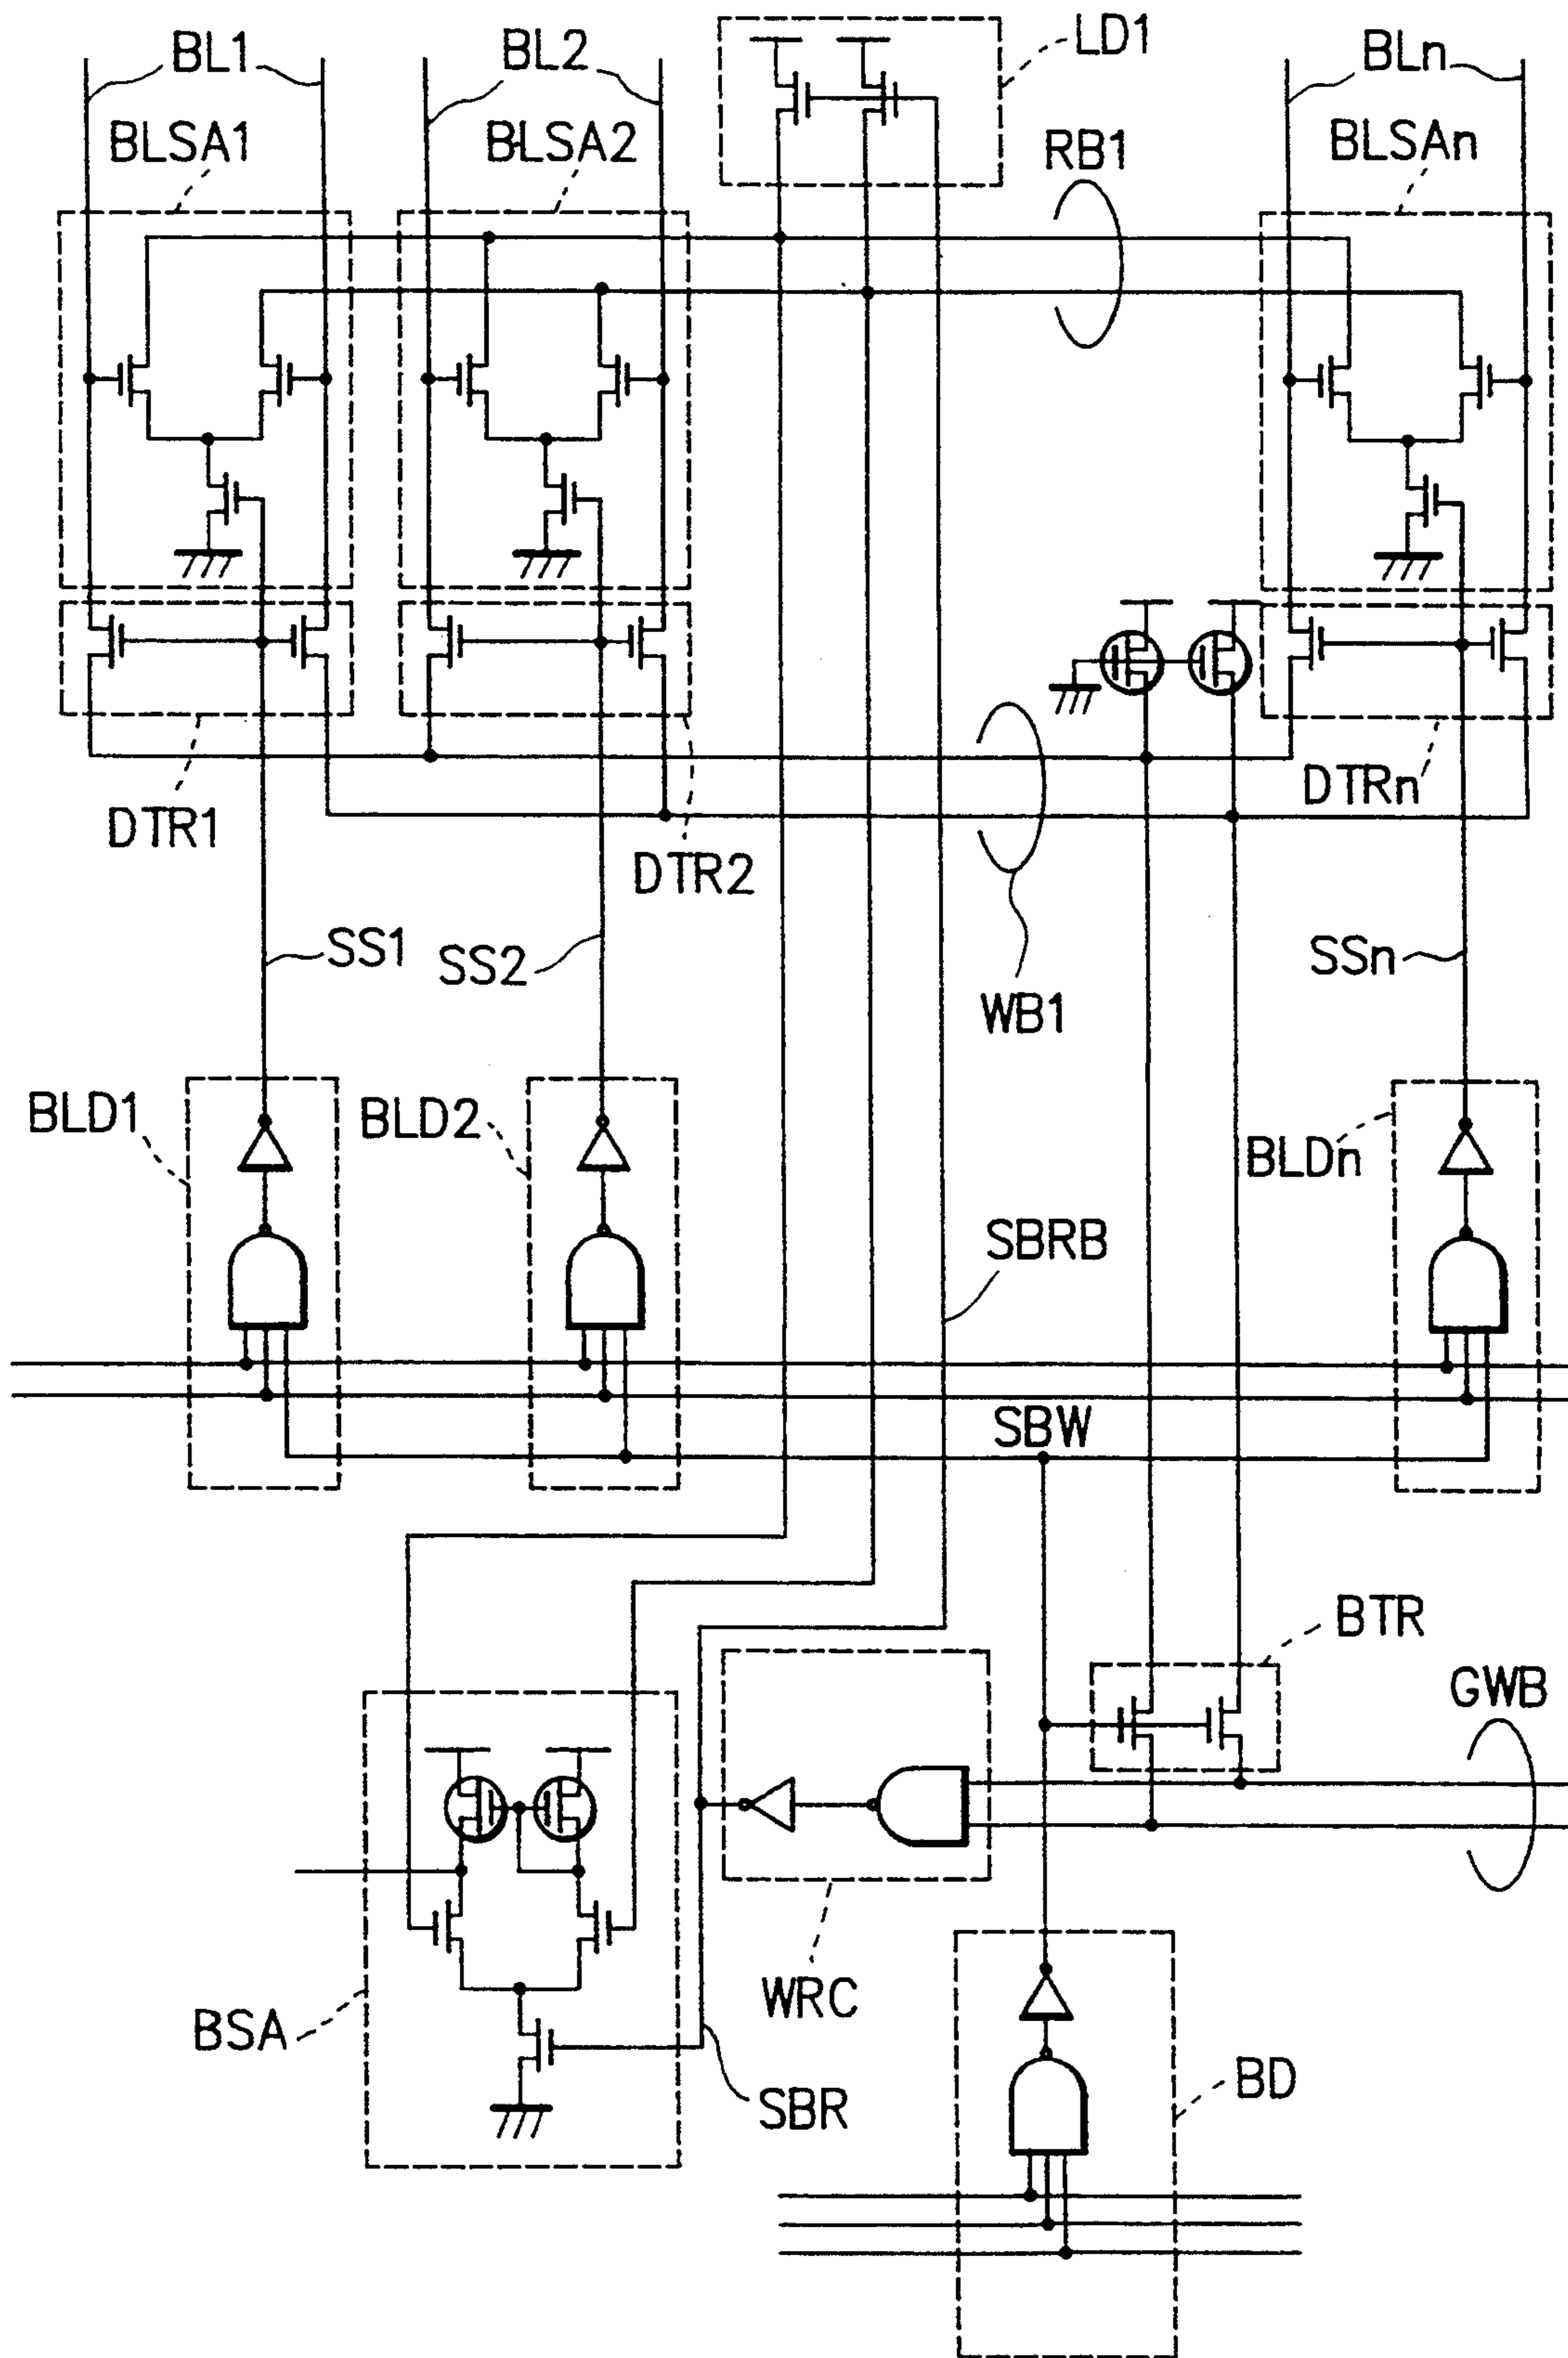 BL1
BL2
LD1
BLn
BLSA1
BLSA2
RB1
BLSAn
DTR1
DTR2
DTRn
SS1
SS2
WB1
SSn
BLD1
BLD2
BLDn
SBRB
SBW
BTR
GWB
WRC
BSA
SBR
BD